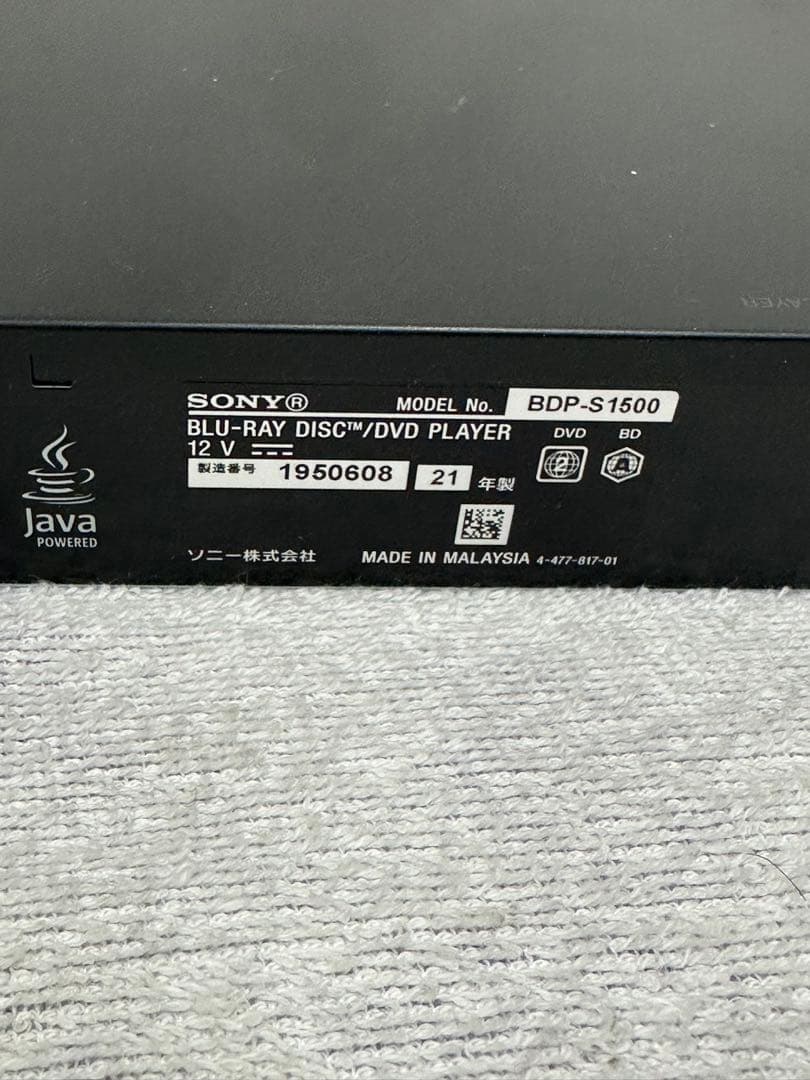 SONY® MODEL No. BDP-S1500
BLU-RAY DISC™/DVD PLAYER DVD BD
12 V
2 A
製造番号 1950608 21 年製
Java
POWERED
ソニー株式会社 MADE IN MALAYSIA 4-477-817-01